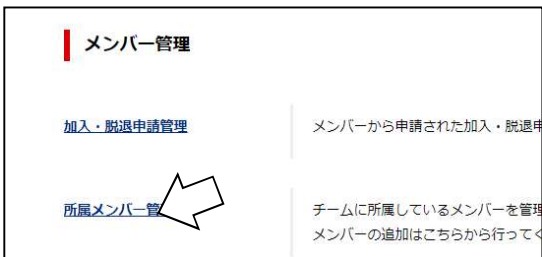 メンバー管理
加入・脱退申請管理
メンバーから申請された加入・脱退申
所属メンバー管
チームに所属しているメンバーを管理
メンバーの追加はこちらから行ってく